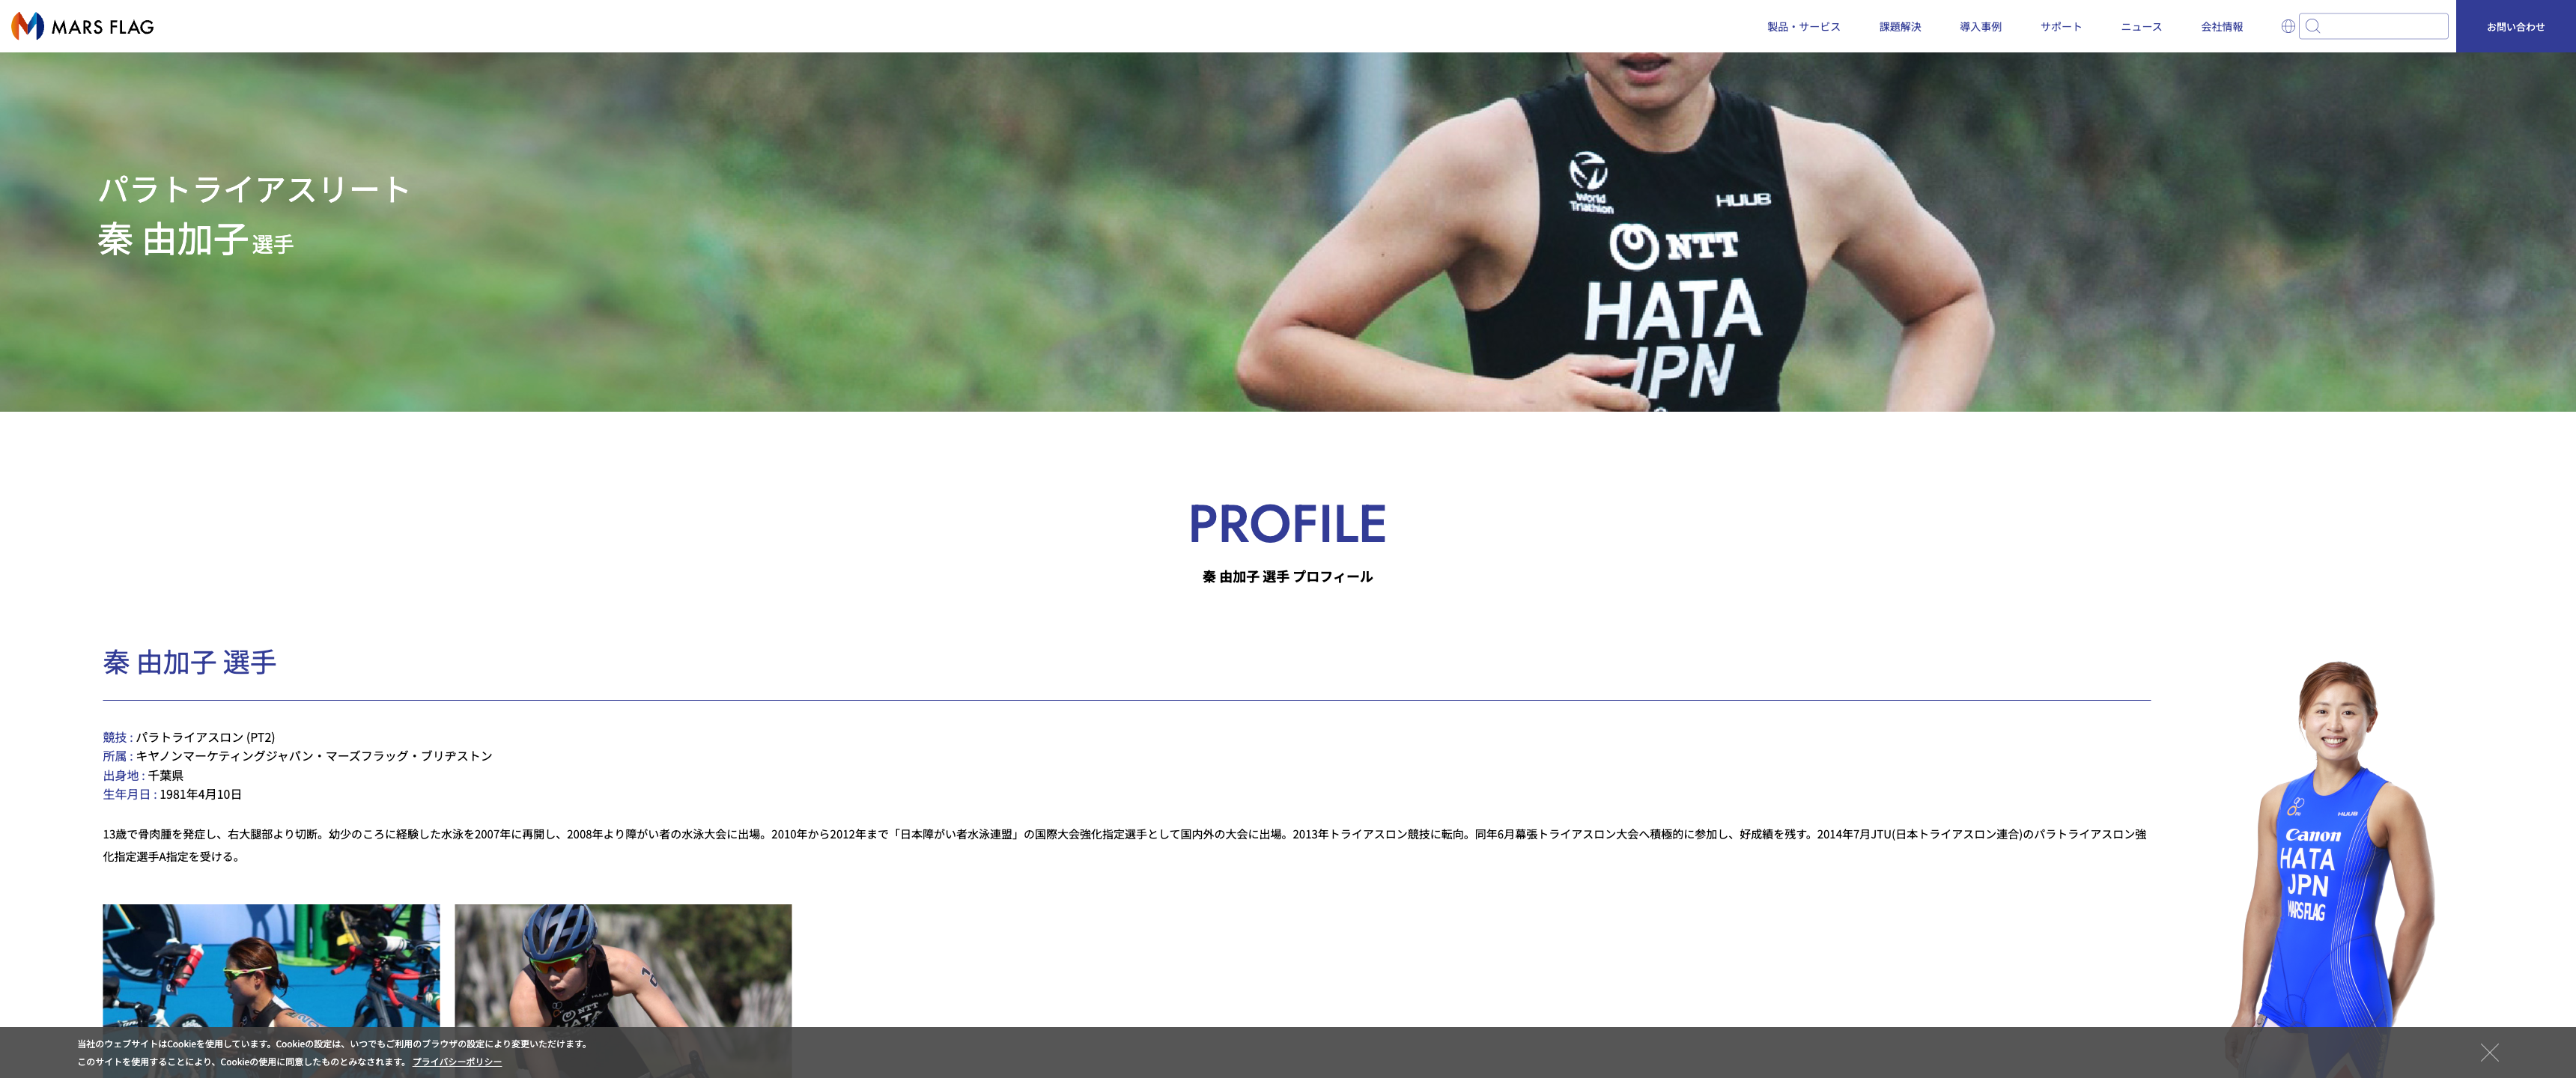 MARS FLAG
製品・サービス
課題解決
導入事例
サポート
ニュース
会社情報
お問い合わせ
パラトライアスリート
秦 由加子 選手
World
Triathlon
HUUB
NTT
HATA
JPN
PROFILE
秦 由加子 選手 プロフィール
秦 由加子 選手
競技 : パラトライアスロン (PT2)
所属 : キヤノンマーケティングジャパン・マーズフラッグ・ブリヂストン
出身地 : 千葉県
生年月日 : 1981年4月10日
13歳で骨肉腫を発症し、右大腿部より切断。幼少のころに経験した水泳を2007年に再開し、2008年より障がい者の水泳大会に出場。2010年から2012年まで「日本障がい者水泳連盟」の国際大会強化指定選手として国内外の大会に出場。2013年トライアスロン競技に転向。同年6月幕張トライアスロン大会へ積極的に参加し、好成績を残す。2014年7月JTU(日本トライアスロン連合)のパラトライアスロン強
化指定選手A指定を受ける。
HUUB
Canon
HATA
JPN
MARS FLAG
HUUB
HATA
当社のウェブサイトはCookieを使用しています。Cookieの設定は、いつでもご利用のブラウザの設定により変更いただけます。
このサイトを使用することにより、Cookieの使用に同意したものとみなされます。 プライバシーポリシー